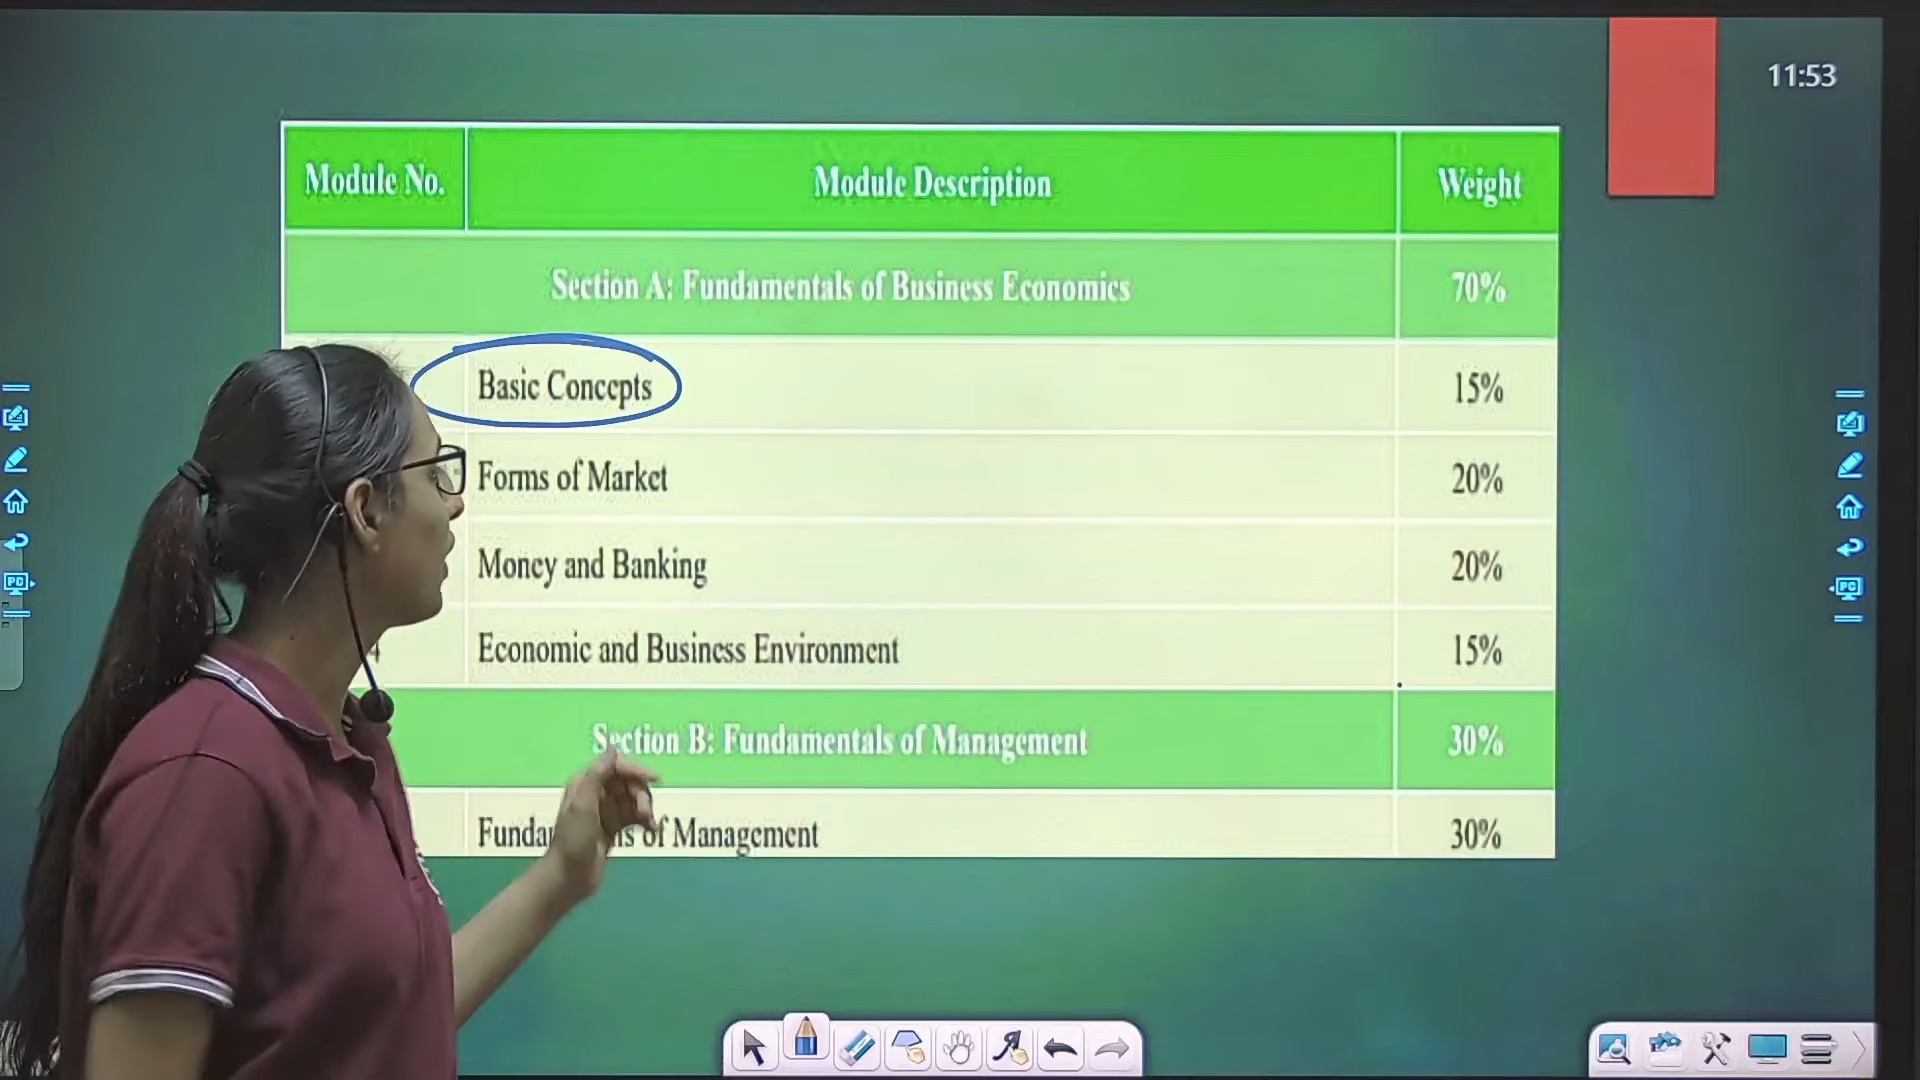 11:53
Module No. Module Description Weight
Section A: Fundamentals of Business Economics 70%
Basic Concepts 15%
Forms of Market 20%
Money and Banking 20%
4 Economic and Business Environment 15%
Section B: Fundamentals of Management 30%
of Management 30%